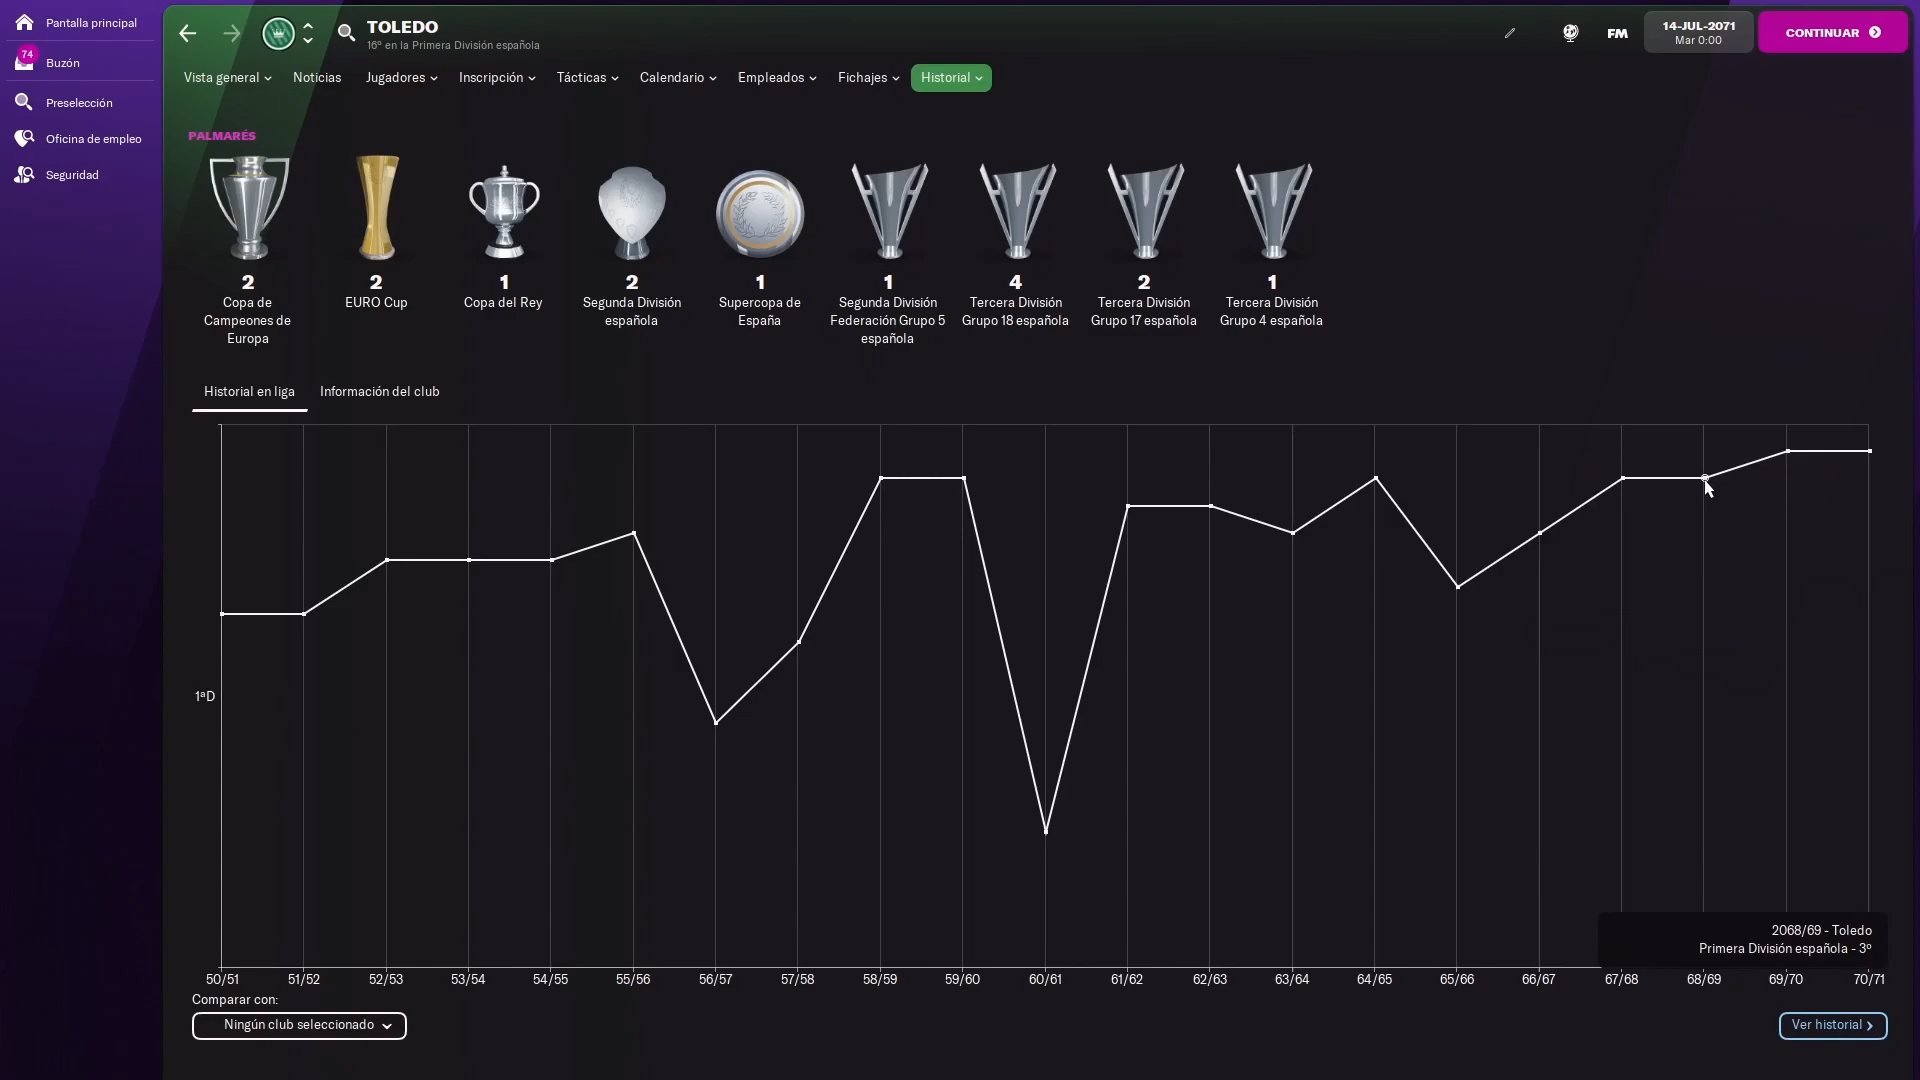 Pantalla principal
74
Buzón
Preselección
Oficina de empleo
Seguridad
TOLEDO
16º en la Primera División española
FM
14-JUL-2071
Mar 0:00
CONTINUAR
Vista general
Noticias
Jugadores
Inscripción
Tácticas
Calendario
Empleados
Fichajes
Historial
PALMARÉS
2
Copa de
Campeones de
Europa
2
EURO Cup
1
Copa del Rey
2
Segunda División
española
1
Supercopa de
España
1
Segunda División
Federación Grupo 5
española
4
Tercera División
Grupo 18 española
2
Tercera División
Grupo 17 española
1
Tercera División
Grupo 4 española
Historial en liga
Información del club
1ªD
2068/69 - Toledo
Primera División española - 3º
50/51
51/52
52/53
53/54
54/55
55/56
56/57
57/58
58/59
59/60
60/61
61/62
62/63
63/64
64/65
65/66
66/67
67/68
68/69
69/70
70/71
Comparar con:
Ningún club seleccionado
Ver historial